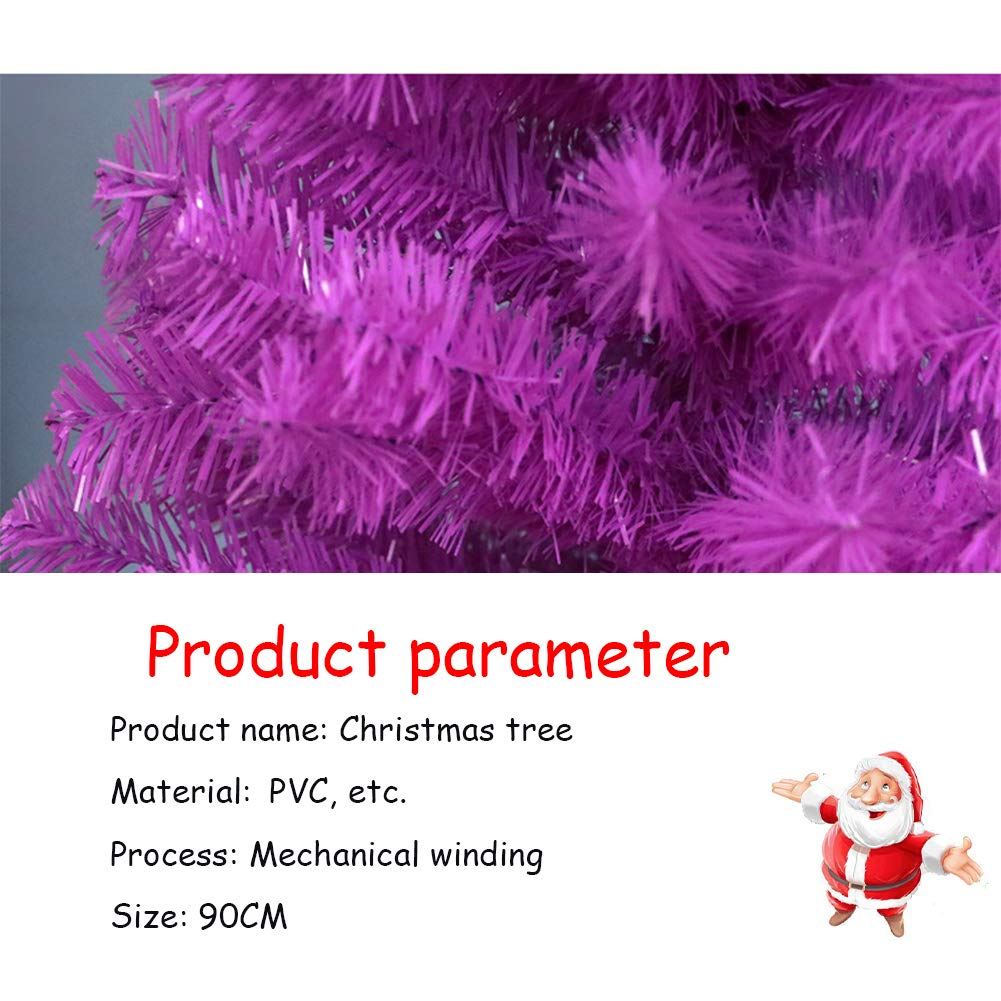 Product parameter
Product name: Christmas tree
Material: PVC, etc.
Process: Mechanical winding
Size: 90CM